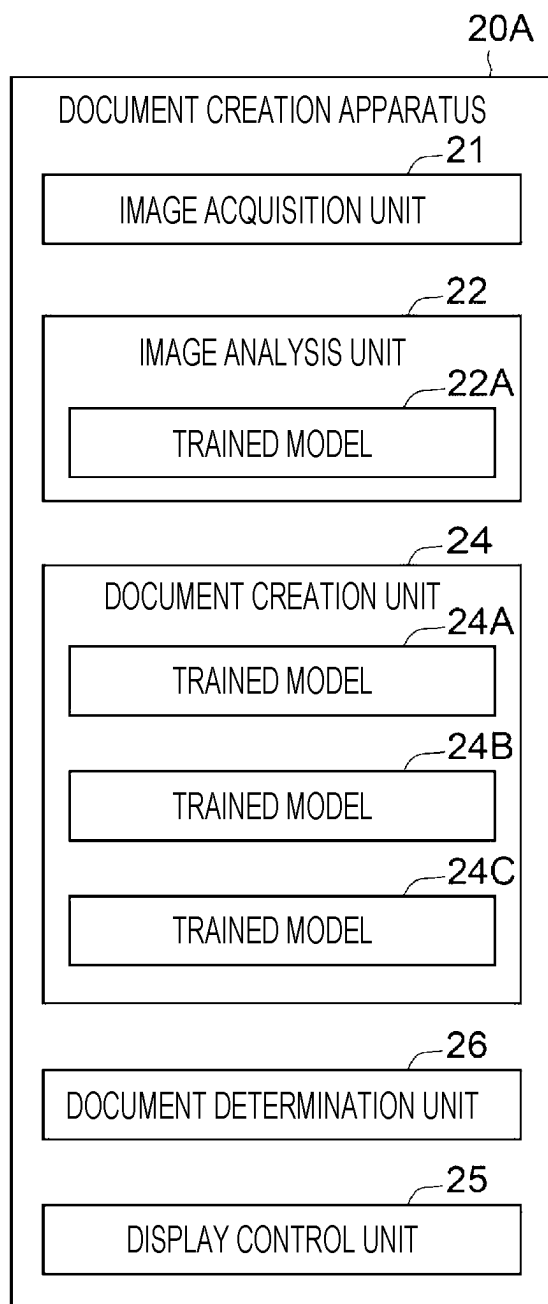 20A
DOCUMENT CREATION APPARATUS
21
IMAGE ACQUISITION UNIT
22
IMAGE ANALYSIS UNIT
22A
TRAINED MODEL
24
DOCUMENT CREATION UNIT
24A
TRAINED MODEL
24B
TRAINED MODEL
24C
TRAINED MODEL
26
DOCUMENT DETERMINATION UNIT
25
DISPLAY CONTROL UNIT